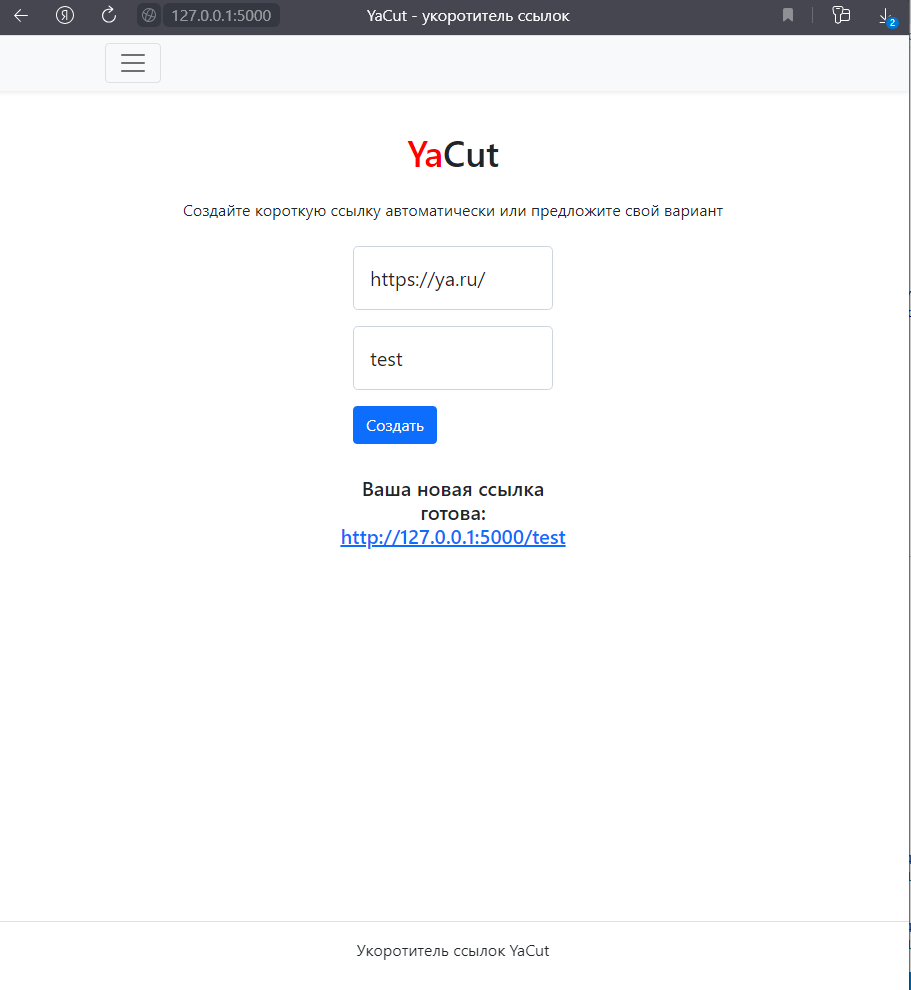 Я 127.0.0.1:5000 YaCut - укоротитель ссылок 2
YaCut
Создайте короткую ссылку автоматически или предложите свой вариант
https://ya.ru/
test
Создать
Ваша новая ссылка
готова:
http://127.0.0.1:5000/test
Укоротитель ссылок YaCut